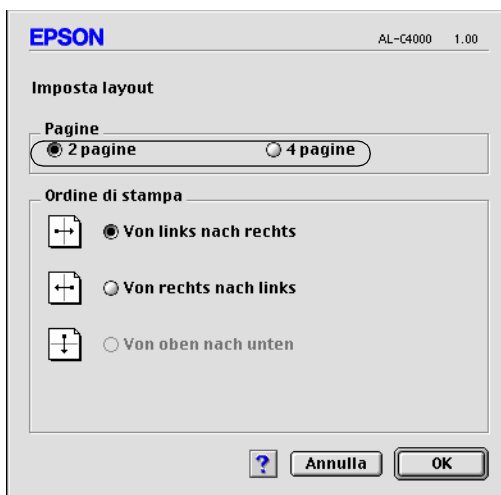 EPSON AL-C4000 1.00
Imposta layout
Pagine
2 pagine 4 pagine
Ordine di stampa
Von links nach rechts
Von rechts nach links
Von oben nach unten
? Annulla OK